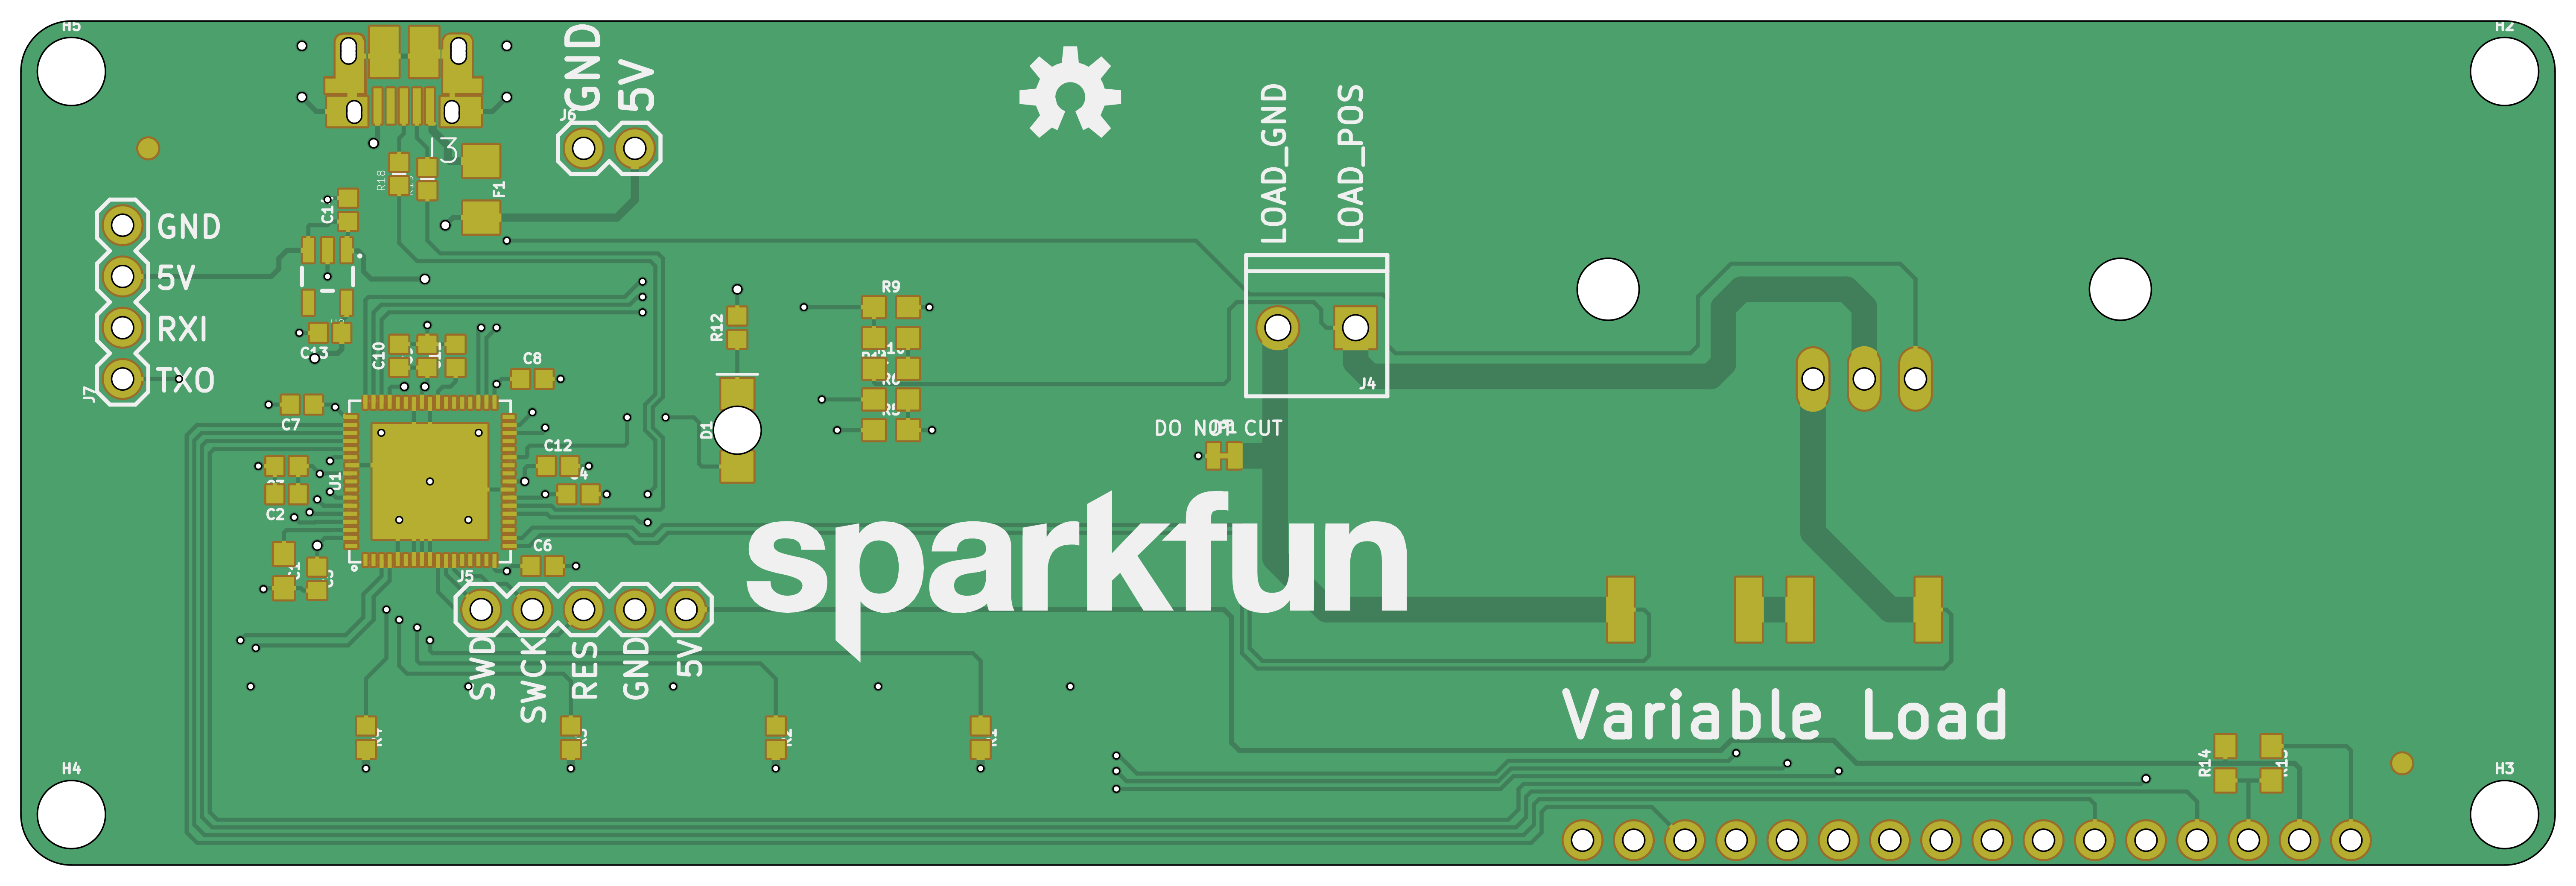 H5
H2
GND
5V
J6
LOAD_GND
LOAD_POS
J3
R18
F1
GND
5V
RXI
TXO
J7
R12
R9
C13
C10
C8
J4
C7
D1
R5
DO NOT CUT
C12
U1
C2
sparkfun
C6
J5
SWD
SWCK
RES
GND
5V
Variable Load
R14
H4
H3